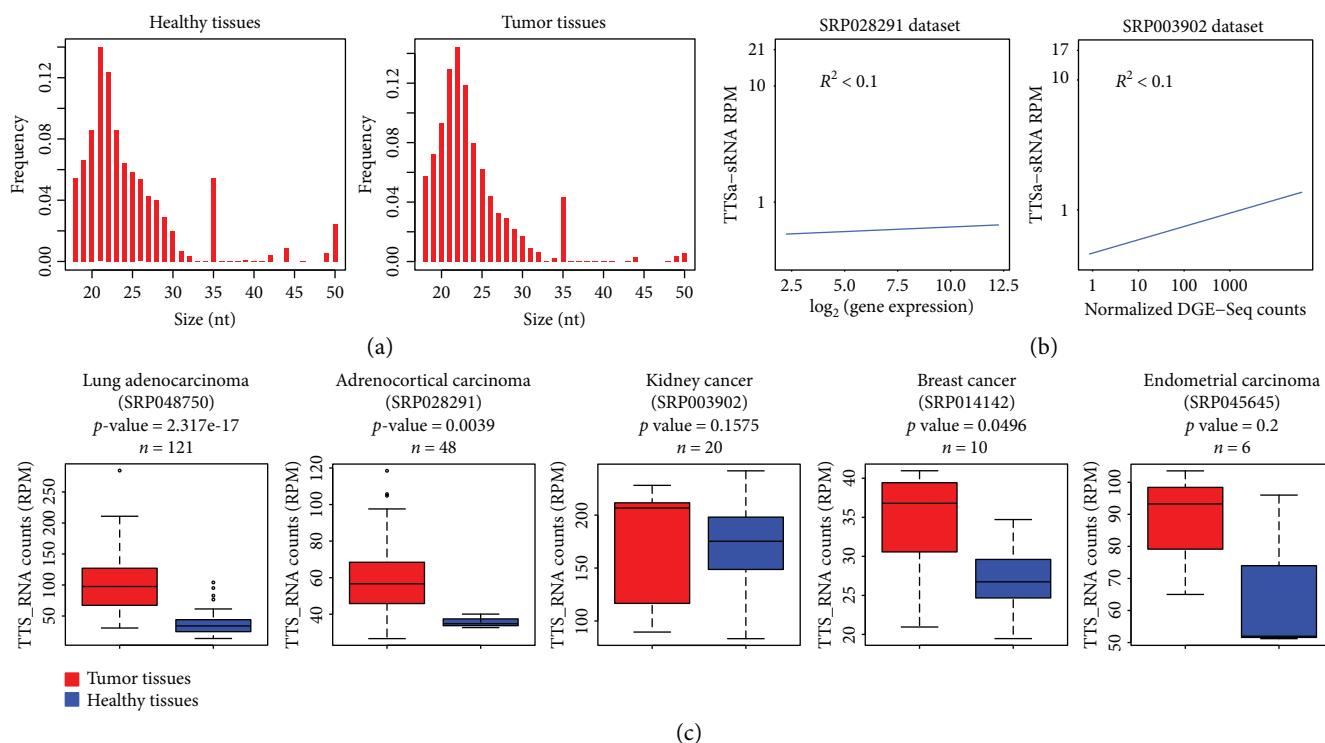 Healthy tissues
Frequency
0.12
0.08
0.04
0.00
20 25 30 35 40 45 50
Size (nt)
Tumor tissues
Frequency
0.12
0.08
0.04
0.00
20 25 30 35 40 45 50
Size (nt)
(a)
SRP028291 dataset
TTSa−sRNA RPM
21
10
1
R² < 0.1
2.5 5.0 7.5 10.0 12.5
log₂ (gene expression)
SRP003902 dataset
TTSa−sRNA RPM
17
10
1
R² < 0.1
1 10 100 1000
Normalized DGE−Seq counts
(b)
Lung adenocarcinoma
(SRP048750)
p-value = 2.317e-17
n = 121
TTS_RNA counts (RPM)
250
200
150
100
50
Adrenocortical carcinoma
(SRP028291)
p-value = 0.0039
n = 48
TTS_RNA counts (RPM)
120
100
80
60
40
Kidney cancer
(SRP003902)
p value = 0.1575
n = 20
TTS_RNA counts (RPM)
200
150
100
Breast cancer
(SRP014142)
p value = 0.0496
n = 10
TTS_RNA counts (RPM)
40
35
30
25
20
Endometrial carcinoma
(SRP045645)
p value = 0.2
n = 6
TTS_RNA counts (RPM)
100
90
80
70
60
50
Tumor tissues
Healthy tissues
(c)